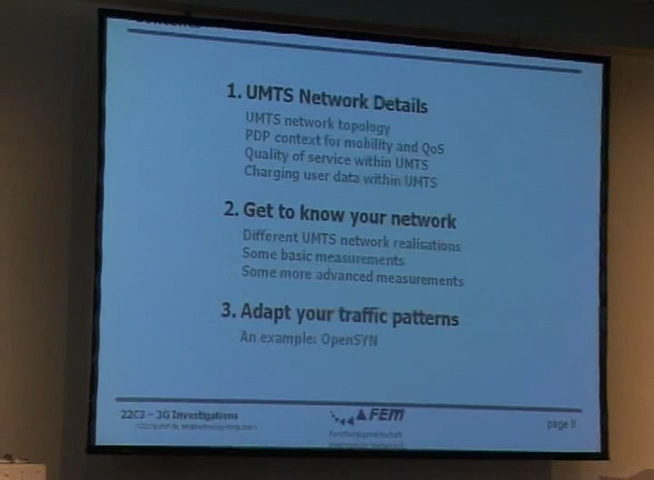 1. UMTS Network Details
UMTS network topology
PDP context for mobility and QoS
Quality of service within UMTS
Charging user data within UMTS
2. Get to know your network
Different UMTS network realisations
Some basic measurements
Some more advanced measurements
3. Adapt your traffic patterns
An example: OpenSYN
22C3 – 3G Investigations
FEM
Forschungsgemeinschaft
page 8